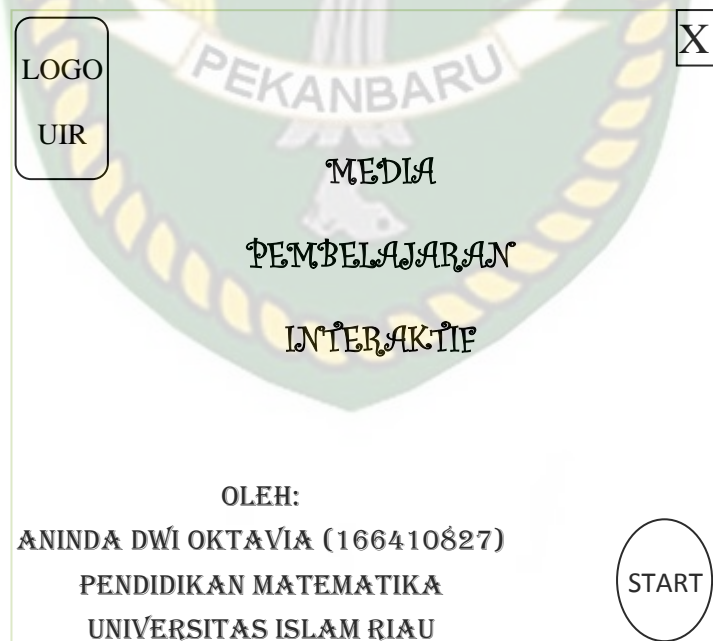 LOGO
UIR
X
PEKANBARU
MEDIA
PEMBELAJARAN
INTERAKTIF
OLEH:
ANINDA DWI OKTAVIA (166410827)
PENDIDIKAN MATEMATIKA
UNIVERSITAS ISLAM RIAU
START